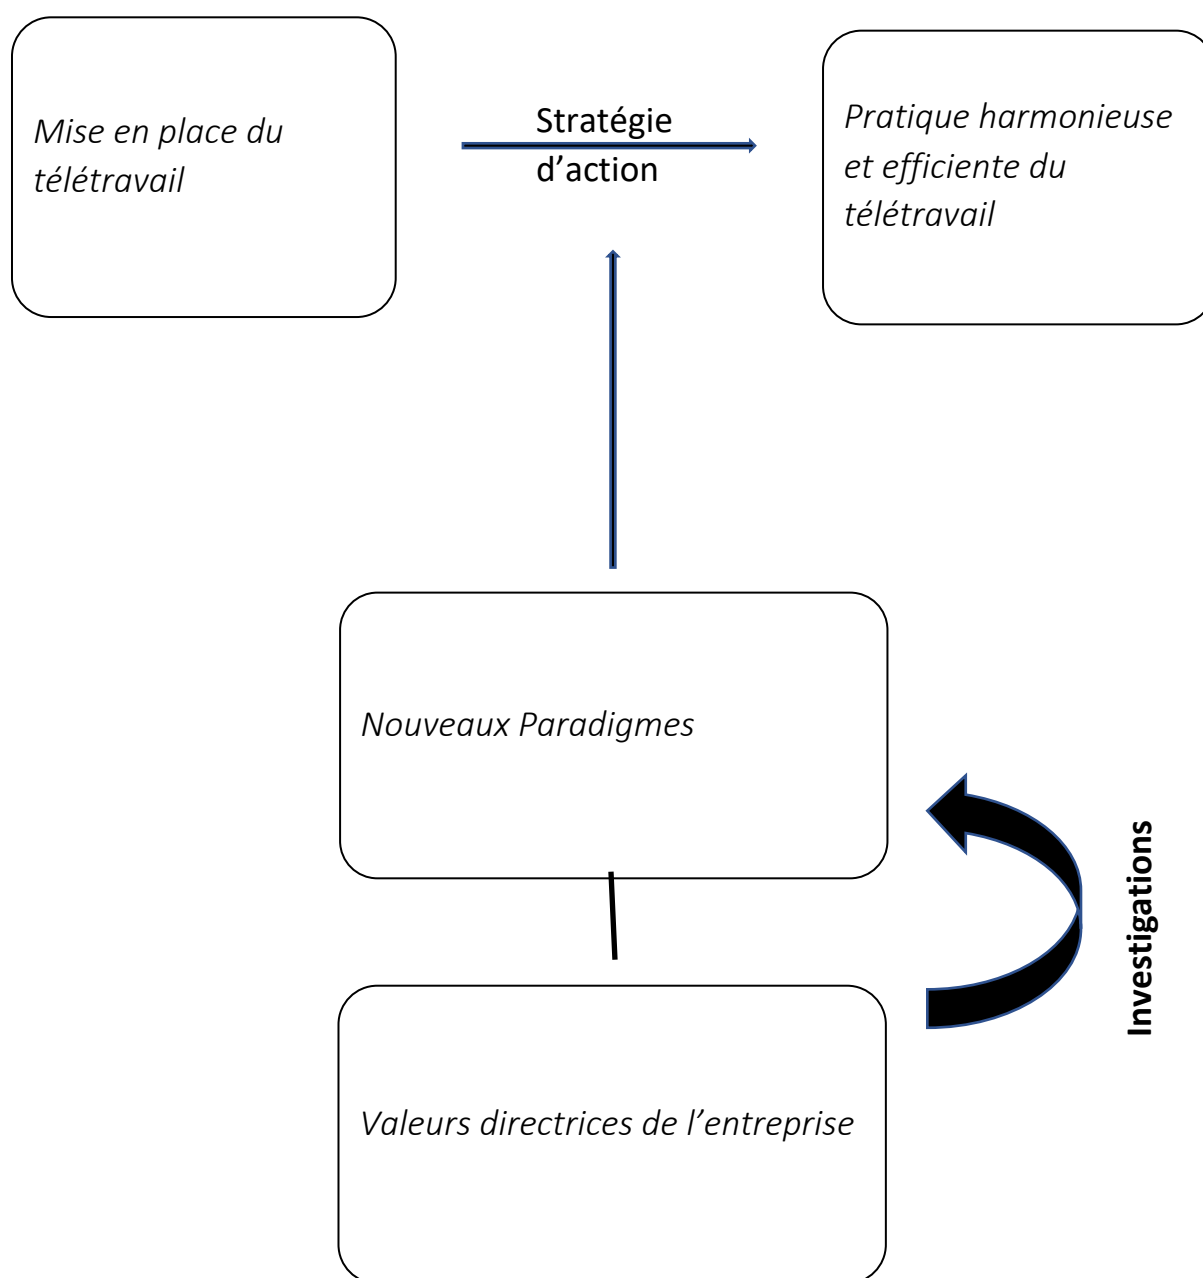 Mise en place du
télétravail
Stratégie
d’action
Pratique harmonieuse
et efficiente du
télétravail
Nouveaux Paradigmes
Investigations
Valeurs directrices de l’entreprise